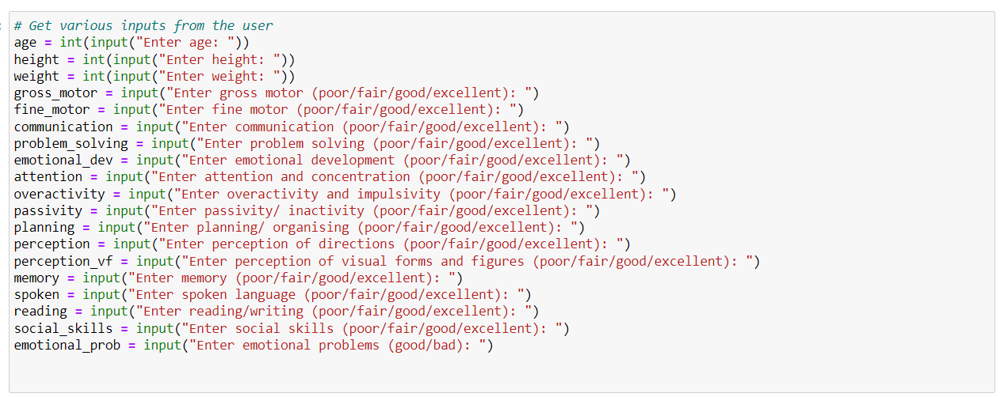 # Get various inputs from the user
age = int(input("Enter age: "))
height = int(input("Enter height: "))
weight = int(input("Enter weight: "))
gross_motor = input("Enter gross motor (poor/fair/good/excellent): ")
fine_motor = input("Enter fine motor (poor/fair/good/excellent): ")
communication = input("Enter communication (poor/fair/good/excellent): ")
problem_solving = input("Enter problem solving (poor/fair/good/excellent): ")
emotional_dev = input("Enter emotional development (poor/fair/good/excellent): ")
attention = input("Enter attention and concentration (poor/fair/good/excellent): ")
overactivity = input("Enter overactivity and impulsivity (poor/fair/good/excellent): ")
passivity = input("Enter passivity/ inactivity (poor/fair/good/excellent): ")
planning = input("Enter planning/ organising (poor/fair/good/excellent): ")
perception = input("Enter perception of directions (poor/fair/good/excellent): ")
perception_vf = input("Enter perception of visual forms and figures (poor/fair/good/excellent): ")
memory = input("Enter memory (poor/fair/good/excellent): ")
spoken = input("Enter spoken language (poor/fair/good/excellent): ")
reading = input("Enter reading/writing (poor/fair/good/excellent): ")
social_skills = input("Enter social skills (poor/fair/good/excellent): ")
emotional_prob = input("Enter emotional problems (good/bad): ")